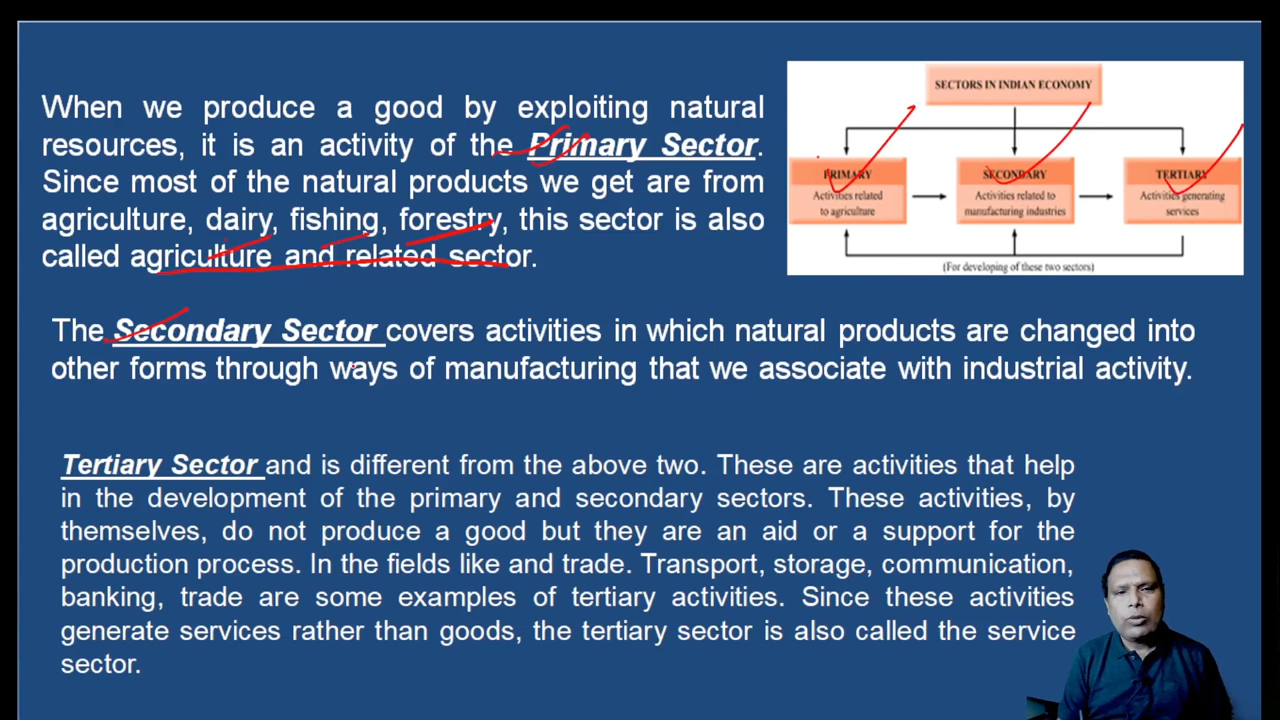 When we produce a good by exploiting natural
resources, it is an activity of the Primary Sector.
Since most of the natural products we get are from
agriculture, dairy, fishing, forestry, this sector is also
called agriculture and related sector.
SECTORS IN INDIAN ECONOMY
PRIMARY
Activities related
to agriculture
SECONDARY
Activities related to
manufacturing industries
TERTIARY
Activities generating
services
(For developing of these two sectors)
The Secondary Sector covers activities in which natural products are changed into
other forms through ways of manufacturing that we associate with industrial activity.
Tertiary Sector and is different from the above two. These are activities that help
in the development of the primary and secondary sectors. These activities, by
themselves, do not produce a good but they are an aid or a support for the
production process. In the fields like and trade. Transport, storage, communication,
banking, trade are some examples of tertiary activities. Since these activities
generate services rather than goods, the tertiary sector is also called the service
sector.